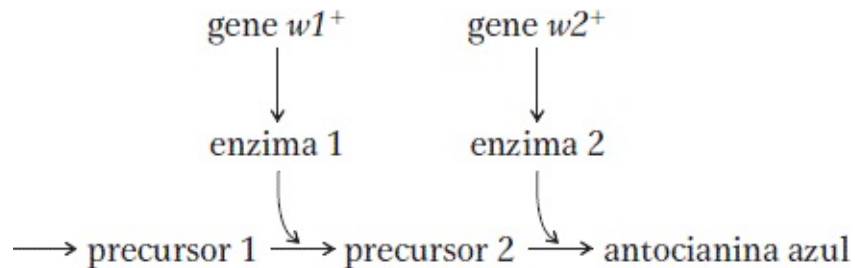 gene w1+ gene w2+
enzima 1 enzima 2
precursor 1 precursor 2 antocianina azul